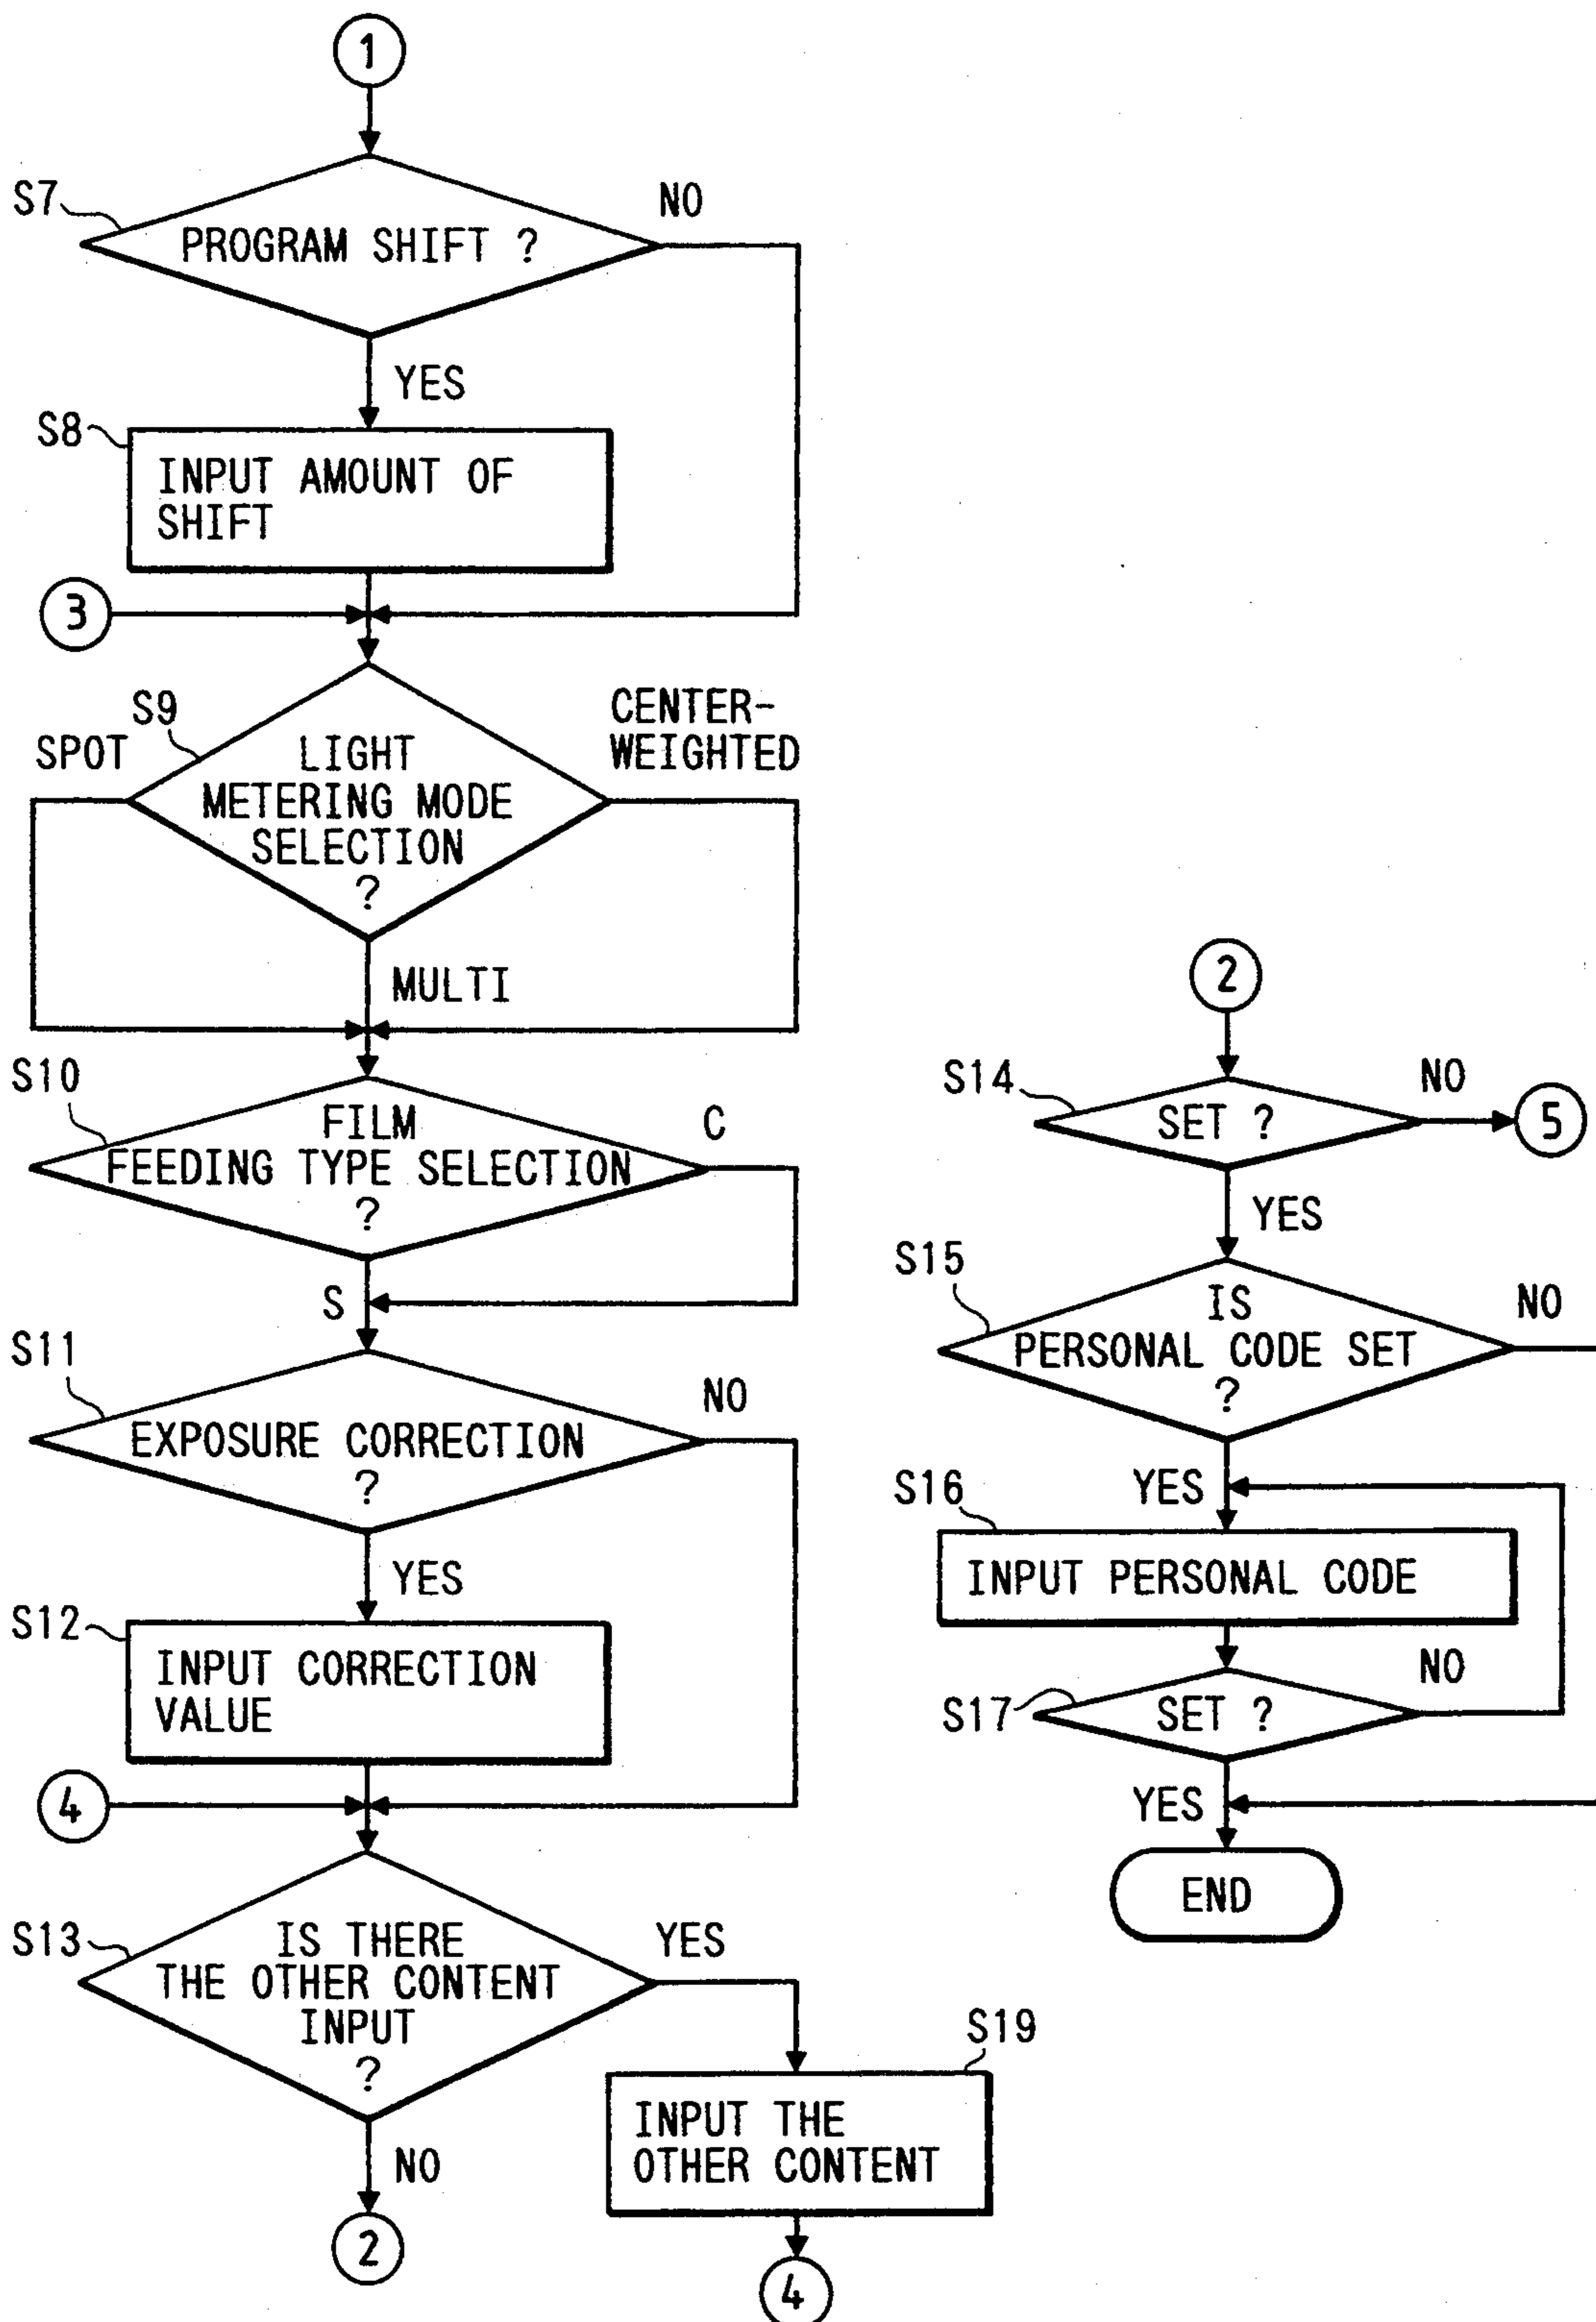 1
S7
PROGRAM SHIFT ?
NO
YES
S8
INPUT AMOUNT OF
SHIFT
3
S9
SPOT
LIGHT
METERING MODE
SELECTION
?
CENTER-
WEIGHTED
MULTI
S10
FILM
FEEDING TYPE SELECTION
?
C
S
S11
EXPOSURE CORRECTION
?
NO
YES
S12
INPUT CORRECTION
VALUE
4
S13
IS THERE
THE OTHER CONTENT
INPUT
?
YES
NO
2
S19
INPUT THE
OTHER CONTENT
4
2
S14
SET ?
NO
5
YES
S15
IS
PERSONAL CODE SET
?
NO
YES
S16
INPUT PERSONAL CODE
S17
SET ?
NO
YES
END